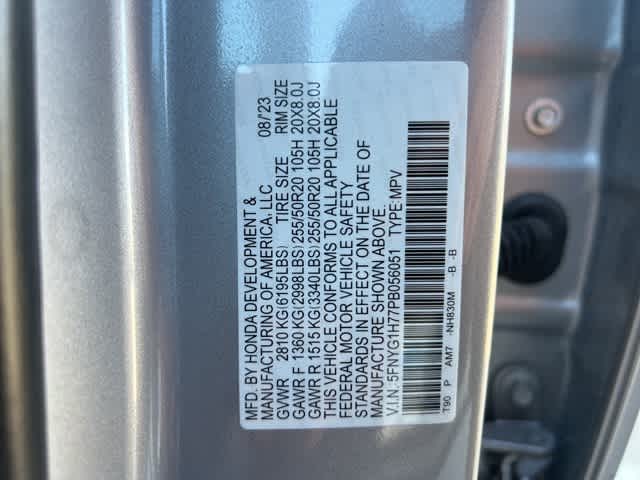 MFD. BY HONDA DEVELOPMENT & 08/'23
MANUFACTURING OF AMERICA, LLC
GVWR 2810 KG(6195LBS) TIRE SIZE RIM SIZE
GAWR F 1360 KG(2998LBS)255/50R20 105H 20X8.0J
GAWR R 1515 KG(3340LBS)255/50R20 105H 20X8.0J
THIS VEHICLE CONFORMS TO ALL APPLICABLE
FEDERAL MOTOR VEHICLE SAFETY
STANDARDS IN EFFECT ON THE DATE OF
MANUFACTURE SHOWN ABOVE.
V.I.N.:5FNYG1H77PB056051 TYPE:MPV
T90 P AM7 -NH830M -B -B